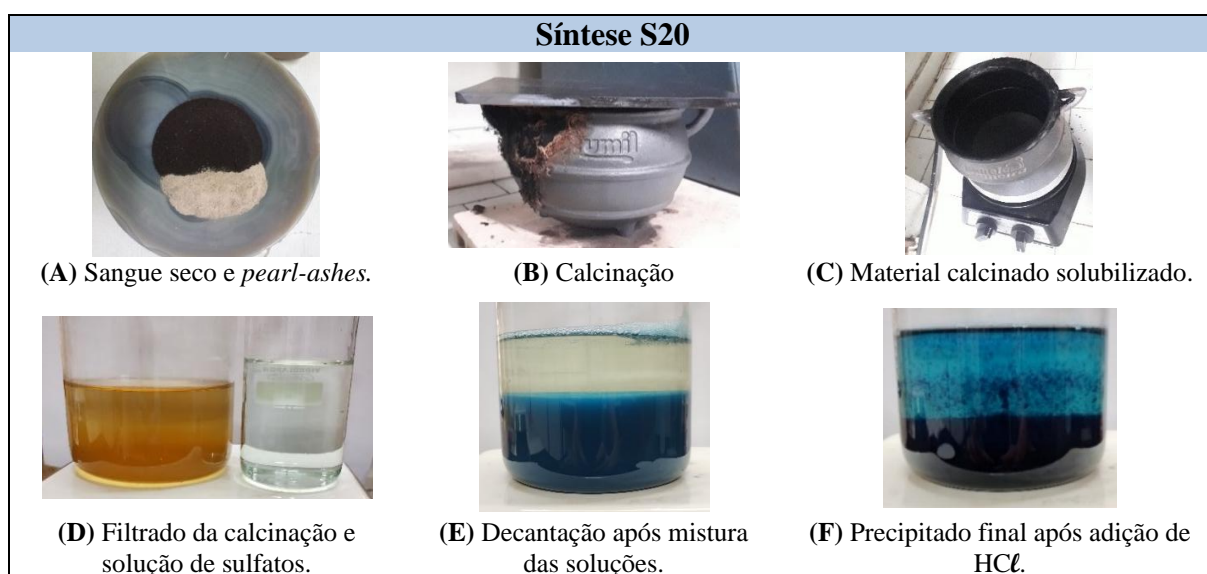 Síntese S20
(A) Sangue seco e pearl-ashes.
(B) Calcinação
(C) Material calcinado solubilizado.
(D) Filtrado da calcinação e
solução de sulfatos.
(E) Decantação após mistura
das soluções.
(F) Precipitado final após adição de
HCℓ.
umil